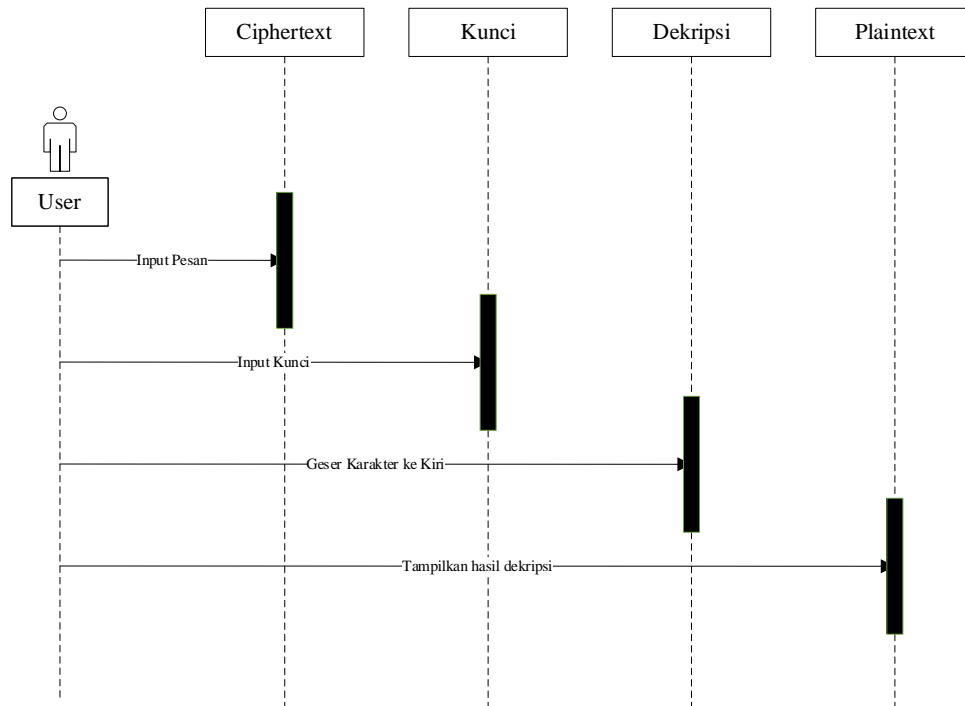 Ciphertext
Kunci
Dekripsi
Plaintext
User
Input Pesan
Input Kunci
Geser Karakter ke Kiri
Tampilkan hasil dekripsi